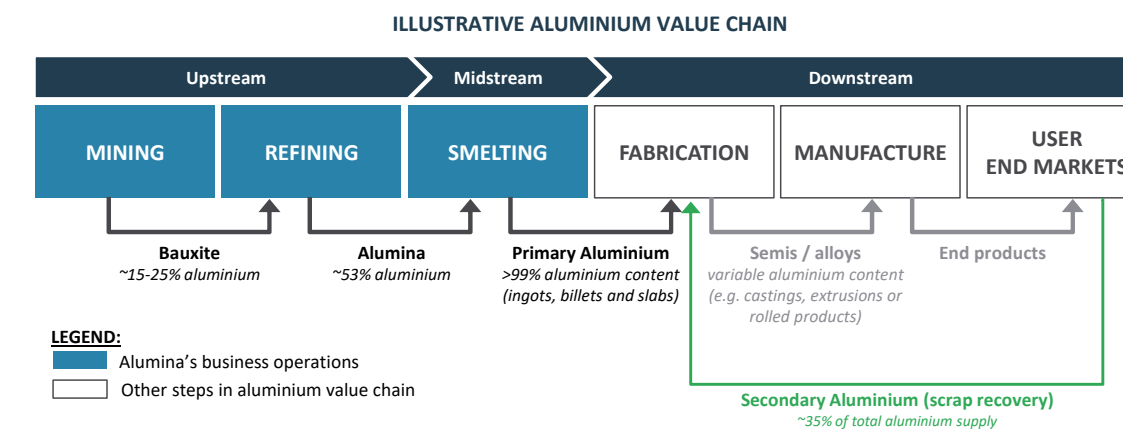 ILLUSTRATIVE ALUMINIUM VALUE CHAIN
Upstream
Midstream
Downstream
MINING
REFINING
SMELTING
FABRICATION
MANUFACTURE
USER
END MARKETS
Bauxite
~15-25% aluminium
Alumina
~53% aluminium
Primary Aluminium
>99% aluminium content
(ingots, billets and slabs)
Semis / alloys
variable aluminium content
(e.g. castings, extrusions or
rolled products)
End products
LEGEND:
Alumina's business operations
Other steps in aluminium value chain
Secondary Aluminium (scrap recovery)
~35% of total aluminium supply